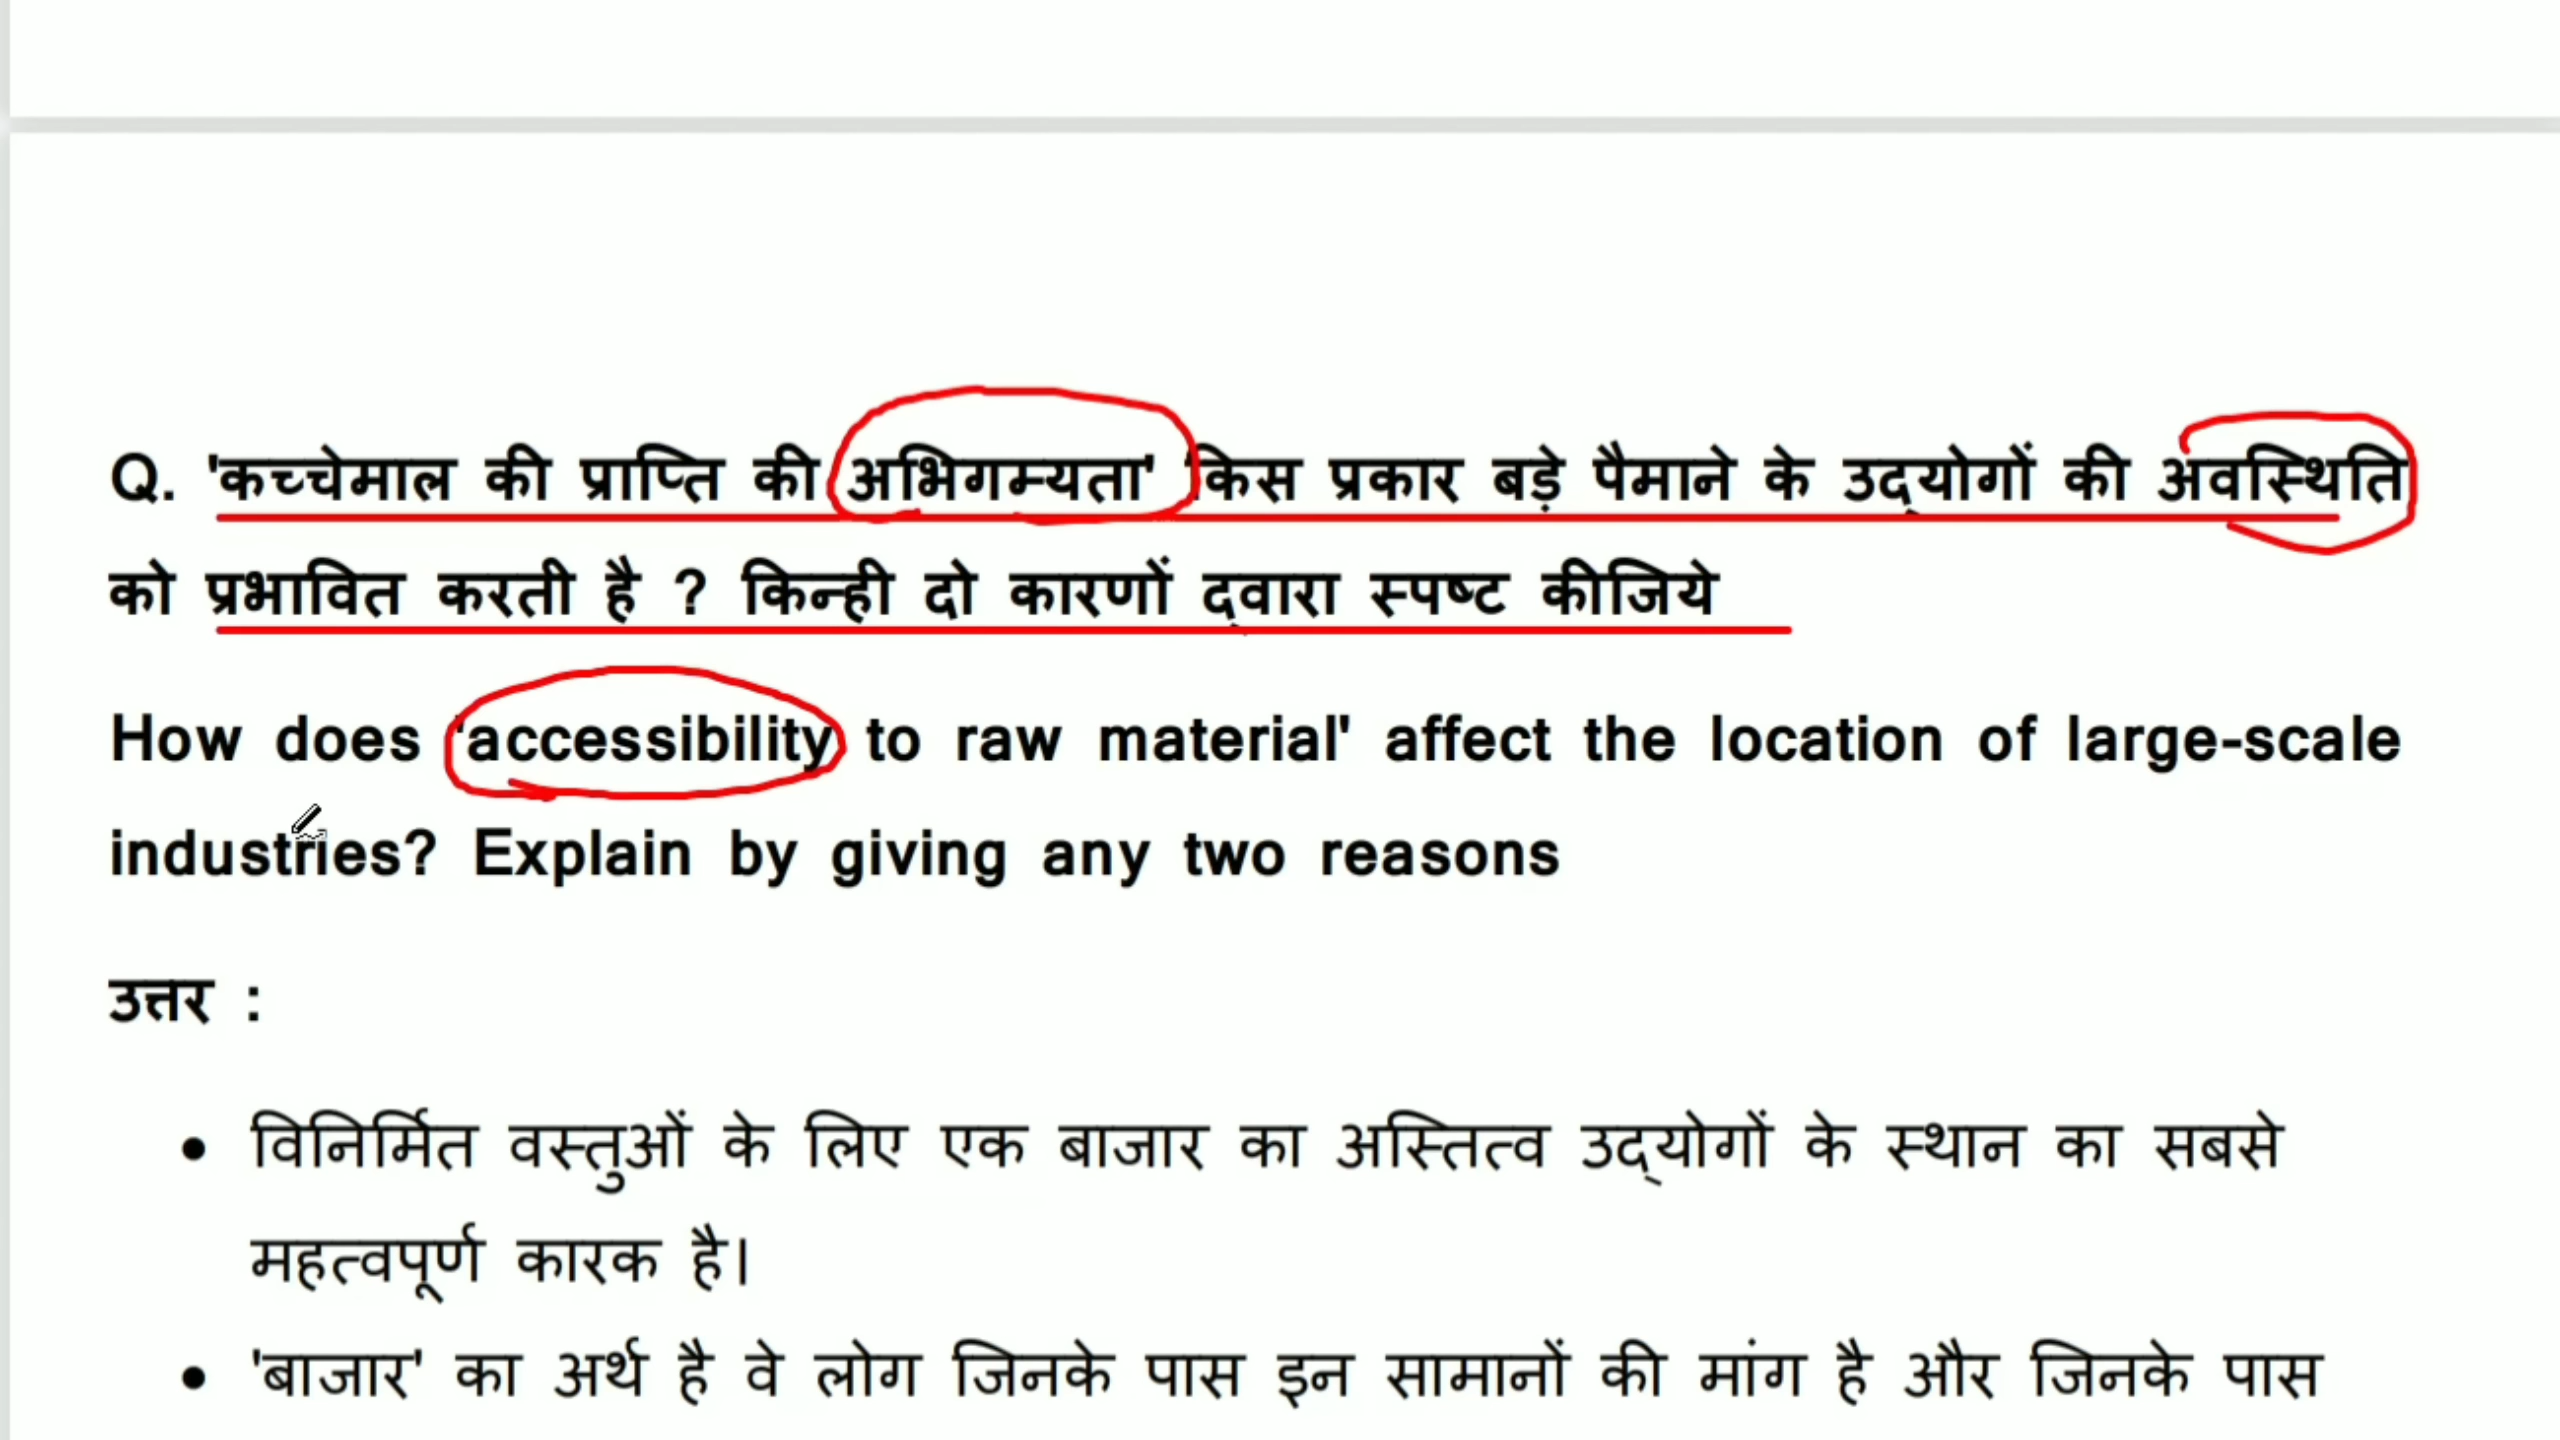 Q. 'कच्चेमाल की प्राप्ति की अभिगम्यता' किस प्रकार बड़े पैमाने के उद्योगों की अवस्थिति
को प्रभावित करती है ? किन्ही दो कारणों द्वारा स्पष्ट कीजिये
How does 'accessibility to raw material' affect the location of large-scale
industries? Explain by giving any two reasons
उत्तर :
• विनिर्मित वस्तुओं के लिए एक बाजार का अस्तित्व उद्योगों के स्थान का सबसे
महत्वपूर्ण कारक है।
• 'बाजार' का अर्थ है वे लोग जिनके पास इन सामानों की मांग है और जिनके पास